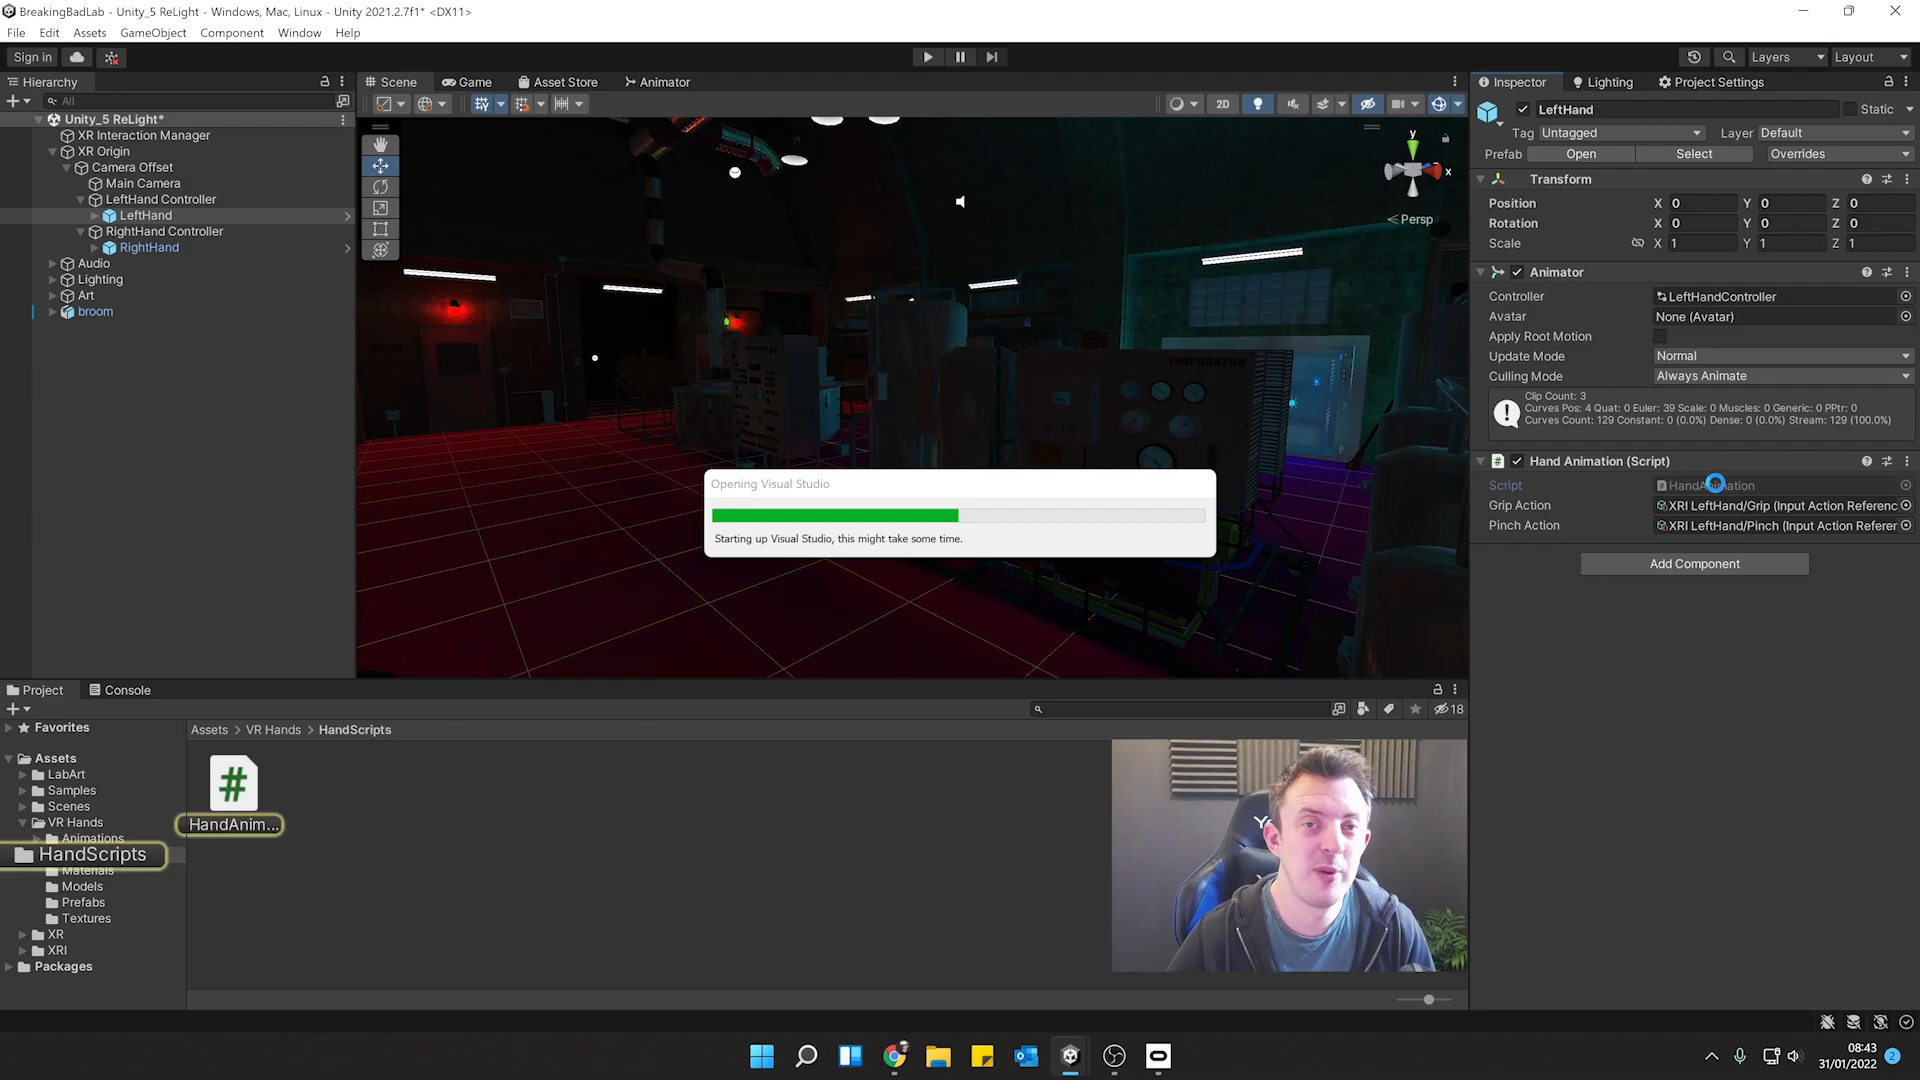 BreakingBadLab - Unity_5 ReLight - Windows, Mac, Linux - Unity 2021.2.7f1* <DX11>
File Edit Assets GameObject Component Window Help
Sign in
Layers Layout
Hierarchy
All
Unity_5 ReLight*
XR Interaction Manager
XR Origin
Camera Offset
Main Camera
LeftHand Controller
LeftHand
RightHand Controller
RightHand
Audio
Lighting
Art
broom
Scene Game Asset Store Animator
2D
y
x
Persp
EVAPORATOR
Opening Visual Studio
Starting up Visual Studio, this might take some time.
Inspector Lighting Project Settings
LeftHand Static
Tag Untagged Layer Default
Prefab Open Select Overrides
Transform
Position X 0 Y 0 Z 0
Rotation X 0 Y 0 Z 0
Scale X 1 Y 1 Z 1
Animator
Controller LeftHandController
Avatar None (Avatar)
Apply Root Motion
Update Mode Normal
Culling Mode Always Animate
Clip Count: 3
Curves Pos: 4 Quat: 0 Euler: 39 Scale: 0 Muscles: 0 Generic: 0 PPtr: 0
Curves Count: 129 Constant: 0 (0.0%) Dense: 0 (0.0%) Stream: 129 (100.0%)
Hand Animation (Script)
Script HandAnimation
Grip Action XRI LeftHand/Grip (Input Action Referenc
Pinch Action XRI LeftHand/Pinch (Input Action Referer
Add Component
Project Console
18
Favorites
Assets
LabArt
Samples
Scenes
VR Hands
Animations
HandScripts
Materials
Models
Prefabs
Textures
XR
XRI
Packages
Assets > VR Hands > HandScripts
HandAnim...
08:43
31/01/2022
2